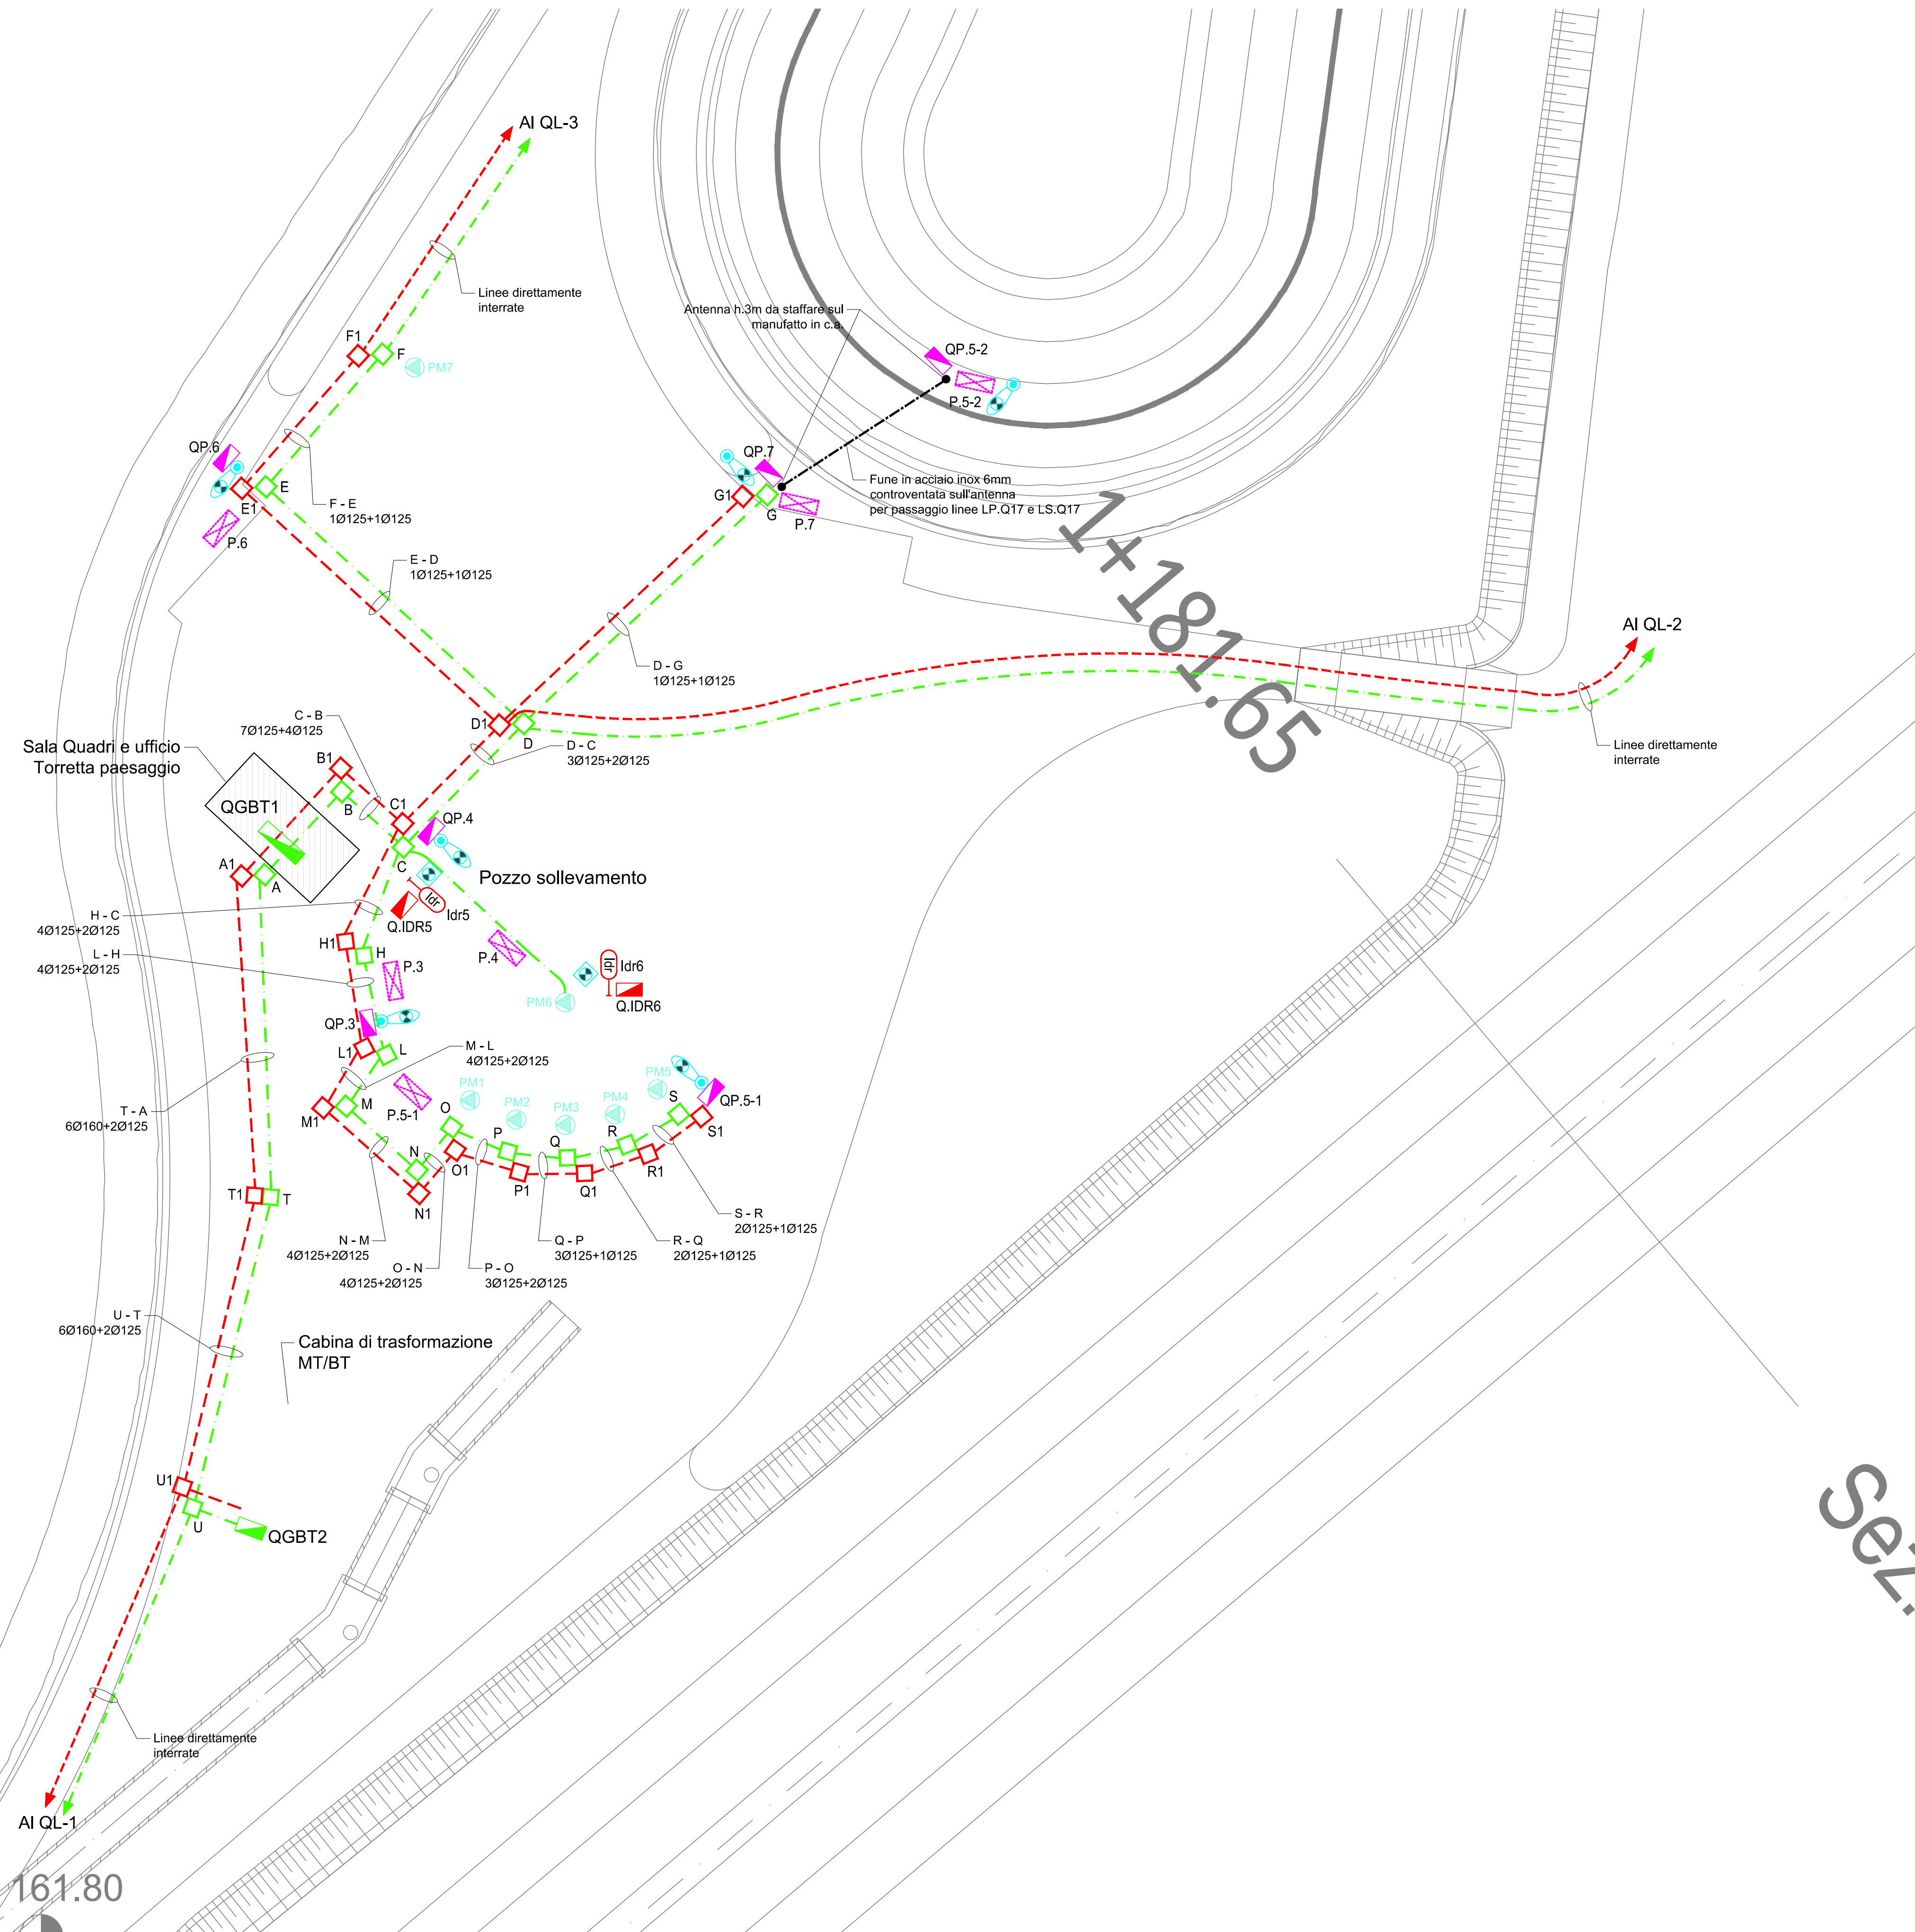 Al QL-3
Linee direttamente
interrate
Antenna h.3m da staffare sul
manufatto in c.a.
F1
F
PM7
QP.5-2
P.5-2
QP.6
E
E1
P.6
F - E
1Ø125+1Ø125
QP.7
G1
G
P.7
Fune in acciaio inox 6mm
controventata sull'antenna
per passaggio linee LP.Q17 e LS.Q17
1+181.65
E - D
1Ø125+1Ø125
Al QL-2
D - G
1Ø125+1Ø125
C - B
7Ø125+4Ø125
D1
D
D - C
3Ø125+2Ø125
Linee direttamente
interrate
Sala Quadri e ufficio
Torretta paesaggio
B1
B
QGBT1
C1
QP.4
C
A1
A
Pozzo sollevamento
Idr
Idr5
Q.IDR5
H - C
4Ø125+2Ø125
H1
H
L - H
4Ø125+2Ø125
P.3
P.4
Idr
Idr6
PM6
Q.IDR6
QP.3
L1
L
M - L
4Ø125+2Ø125
PM1
PM2
PM3
PM4
PM5
QP.5-1
P.5-1
M1
M
T - A
6Ø160+2Ø125
O
P
Q
R
S
S1
N
O1
P1
Q1
R1
N1
T1
T
S - R
2Ø125+1Ø125
N - M
4Ø125+2Ø125
Q - P
3Ø125+1Ø125
R - Q
2Ø125+1Ø125
O - N
4Ø125+2Ø125
P - O
3Ø125+2Ø125
U - T
6Ø160+2Ø125
Cabina di trasformazione
MT/BT
U1
U
QGBT2
Sez.
Linee direttamente
interrate
Al QL-1
161.80